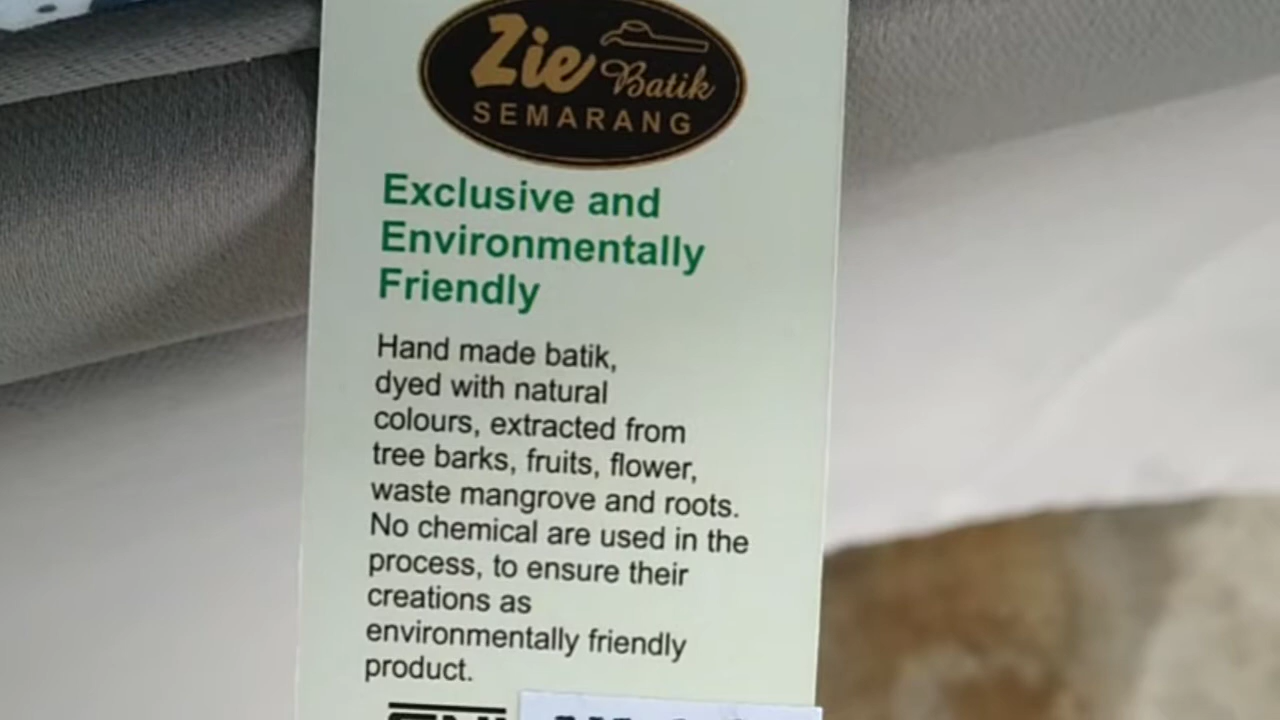 Zie Batik
SEMARANG
Exclusive and
Environmentally
Friendly
Hand made batik,
dyed with natural
colours, extracted from
tree barks, fruits, flower,
waste mangrove and roots.
No chemical are used in the
process, to ensure their
creations as
environmentally friendly
product.